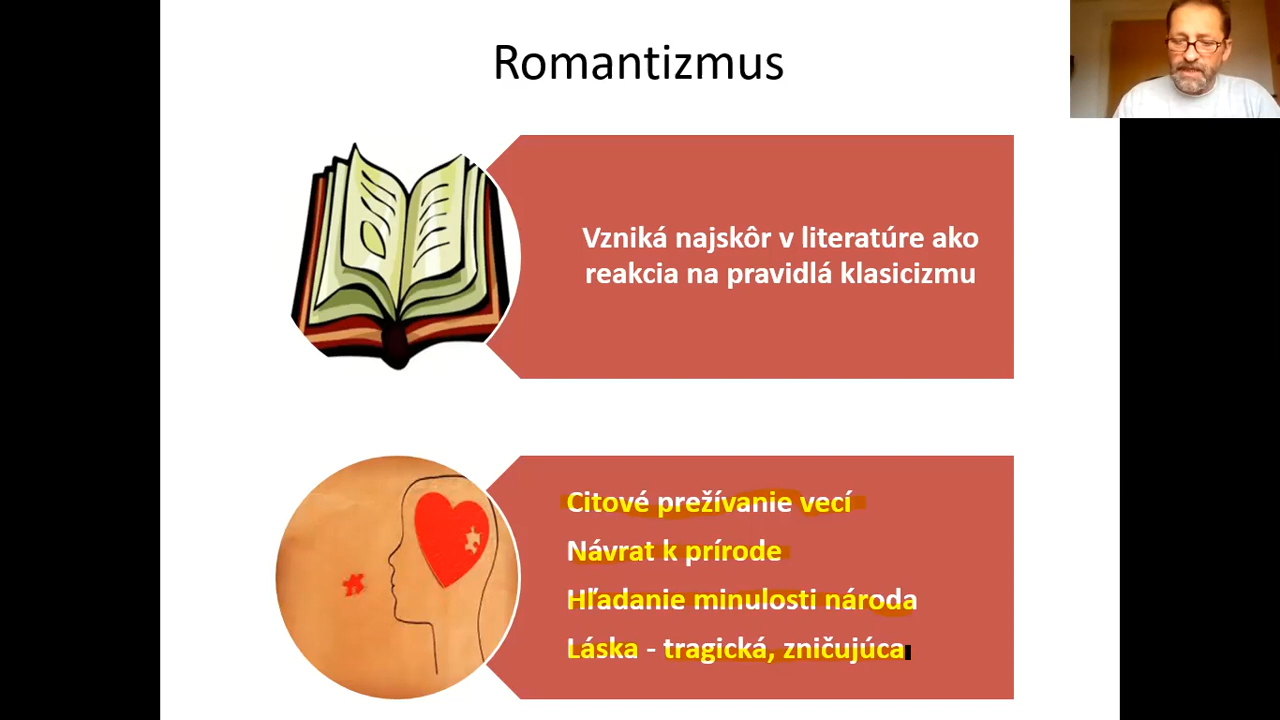 Romantizmus
Vzniká najskôr v literatúre ako
reakcia na pravidlá klasicizmu
Citové prežívanie vecí
Návrat k prírode
Hľadanie minulosti národa
Láska - tragická, zničujúca